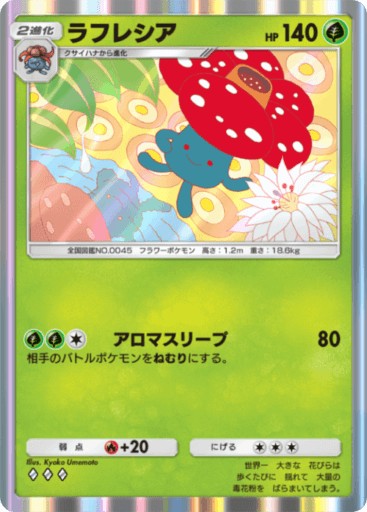 2進化
ラフレシア
HP 140
クサイハナから進化
全国図鑑NO.0045 フラワーポケモン 高さ:1.2m 重さ:18.6kg
アロマスリープ 80
相手のバトルポケモンをねむりにする。
弱点 +20
にげる
Illus. Kyoko Umemoto
世界一 大きな 花びらは
歩くたびに 揺れて 大量の
毒花粉を ばらまいてしまう。